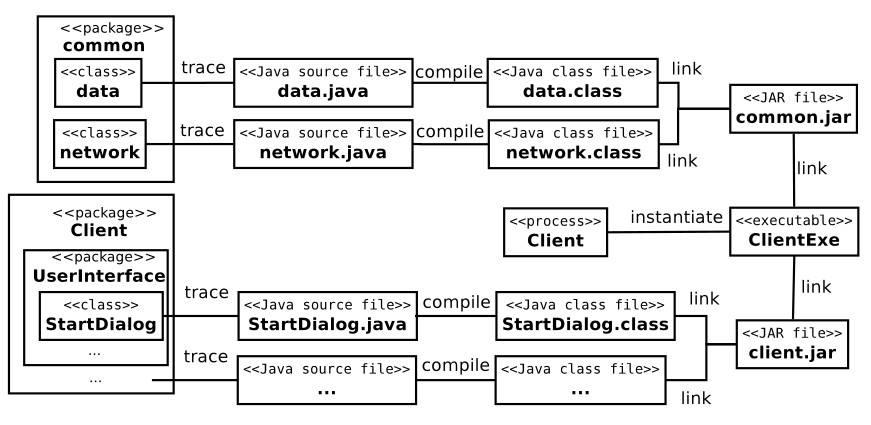 <<package>>
common
<<class>>
data
trace
<<Java source file>>
data.java
compile
<<Java class file>>
data.class
link
<<JAR file>>
common.jar
<<class>>
network
trace
<<Java source file>>
network.java
compile
<<Java class file>>
network.class
link
link
<<package>>
Client
<<process>>
Client
instantiate
<<executable>>
ClientExe
<<package>>
UserInterface
<<class>>
StartDialog
trace
<<Java source file>>
StartDialog.java
compile
<<Java class file>>
StartDialog.class
link
link
<<JAR file>>
client.jar
...
...
trace
<<Java source file>>
...
compile
<<Java class file>>
...
link